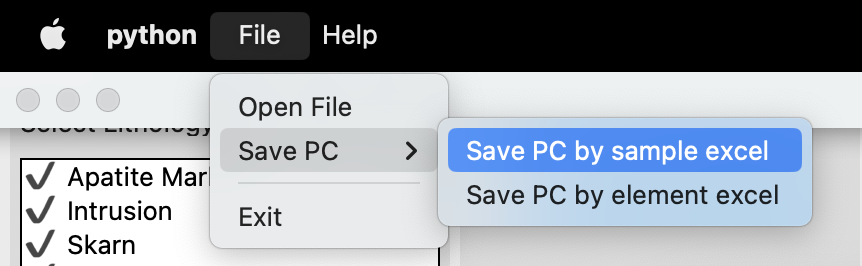 python File Help
Open File
Save PC
Save PC by sample excel
Save PC by element excel
Exit
Apatite
Intrusion
Skarn